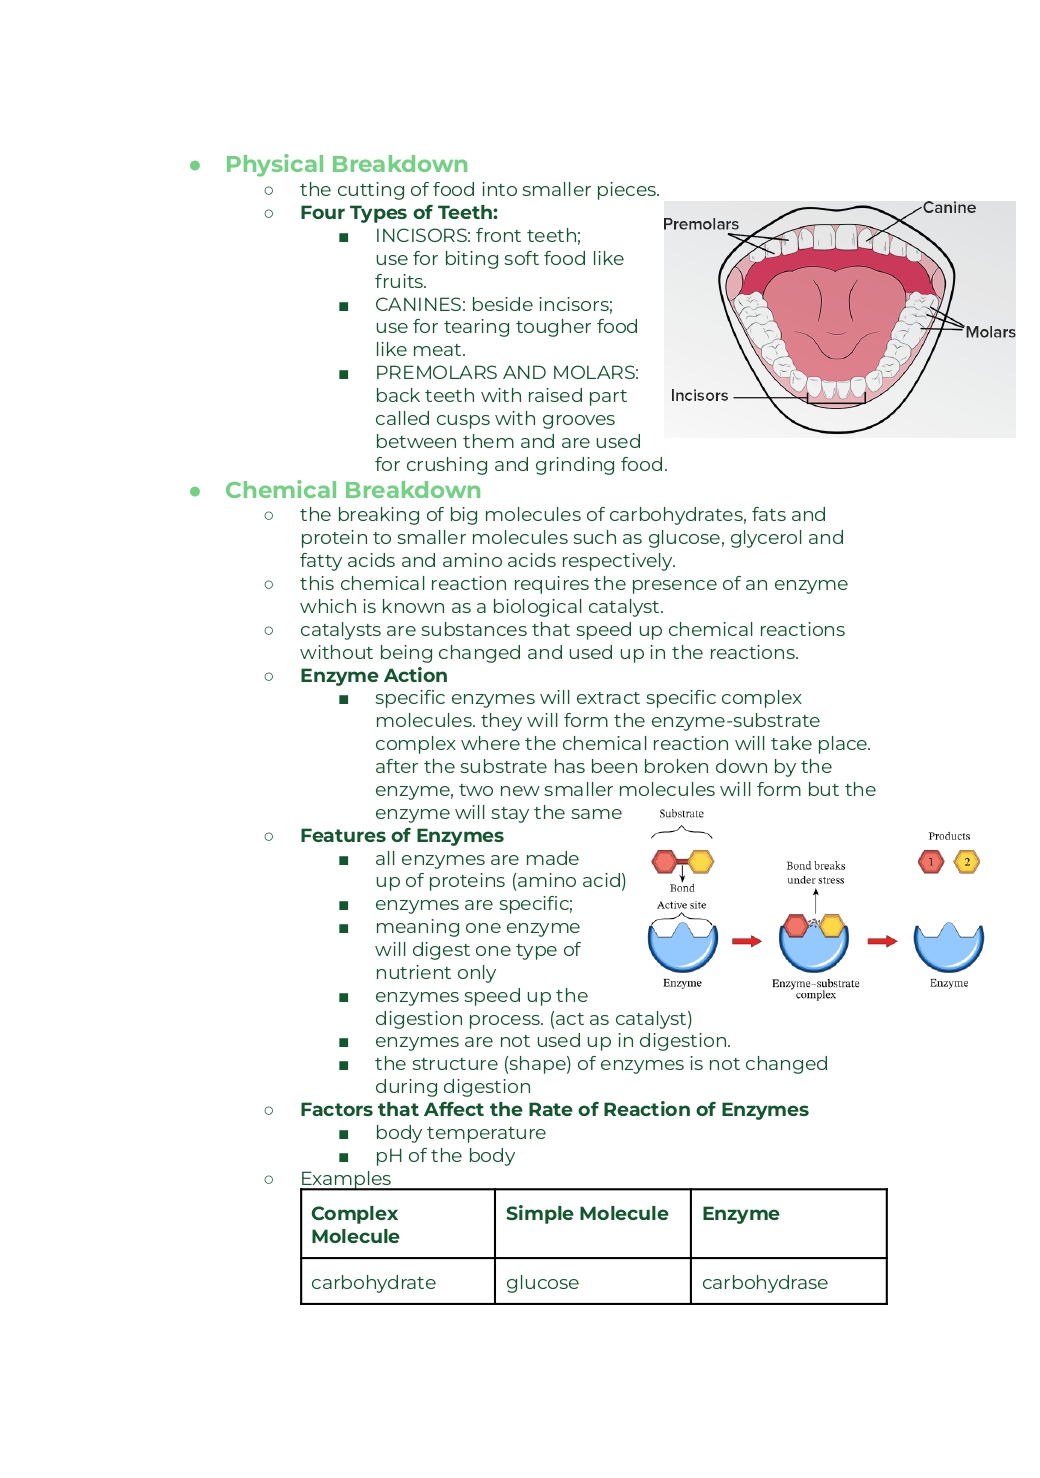 ● Physical Breakdown
○ the cutting of food into smaller pieces.
○ Four Types of Teeth:
■ INCISORS: front teeth;
use for biting soft food like
fruits.
■ CANINES: beside incisors;
use for tearing tougher food
like meat.
■ PREMOLARS AND MOLARS:
back teeth with raised part
called cusps with grooves
between them and are used
for crushing and grinding food.
Canine
Premolars
Molars
Incisors
● Chemical Breakdown
○ the breaking of big molecules of carbohydrates, fats and
protein to smaller molecules such as glucose, glycerol and
fatty acids and amino acids respectively.
○ this chemical reaction requires the presence of an enzyme
which is known as a biological catalyst.
○ catalysts are substances that speed up chemical reactions
without being changed and used up in the reactions.
○ Enzyme Action
■ specific enzymes will extract specific complex
molecules. they will form the enzyme-substrate
complex where the chemical reaction will take place.
after the substrate has been broken down by the
enzyme, two new smaller molecules will form but the
enzyme will stay the same
○ Features of Enzymes
■ all enzymes are made
up of proteins (amino acid)
■ enzymes are specific;
■ meaning one enzyme
will digest one type of
nutrient only
■ enzymes speed up the
digestion process. (act as catalyst)
■ enzymes are not used up in digestion.
■ the structure (shape) of enzymes is not changed
during digestion
Substrate
Bond
Active site
Enzyme
Bond breaks
under stress
Enzyme–substrate
complex
Products
1 2
Enzyme
○ Factors that Affect the Rate of Reaction of Enzymes
■ body temperature
■ pH of the body
○ Examples
Complex
Molecule
Simple Molecule
Enzyme
carbohydrate
glucose
carbohydrase